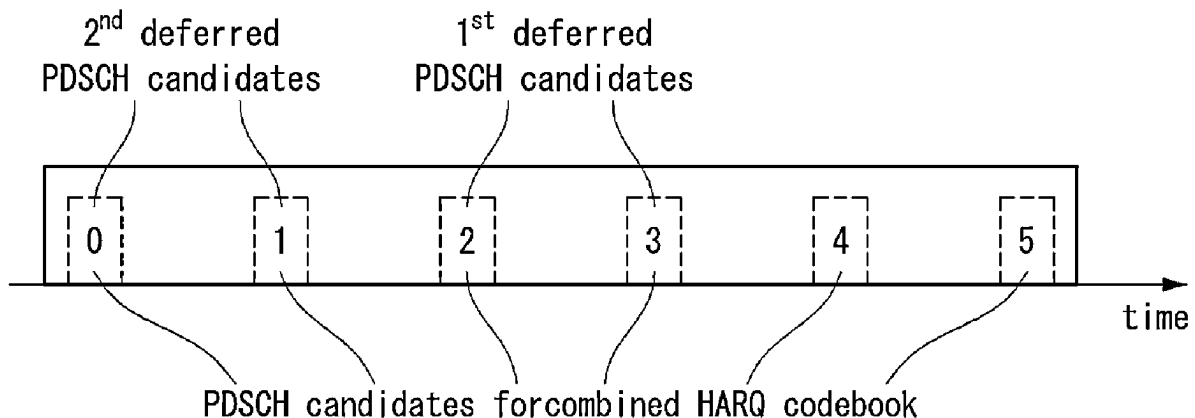 2nd deferred PDSCH candidates
1st deferred PDSCH candidates
0 1 2 3 4 5
time
PDSCH candidates forcombined HARQ codebook